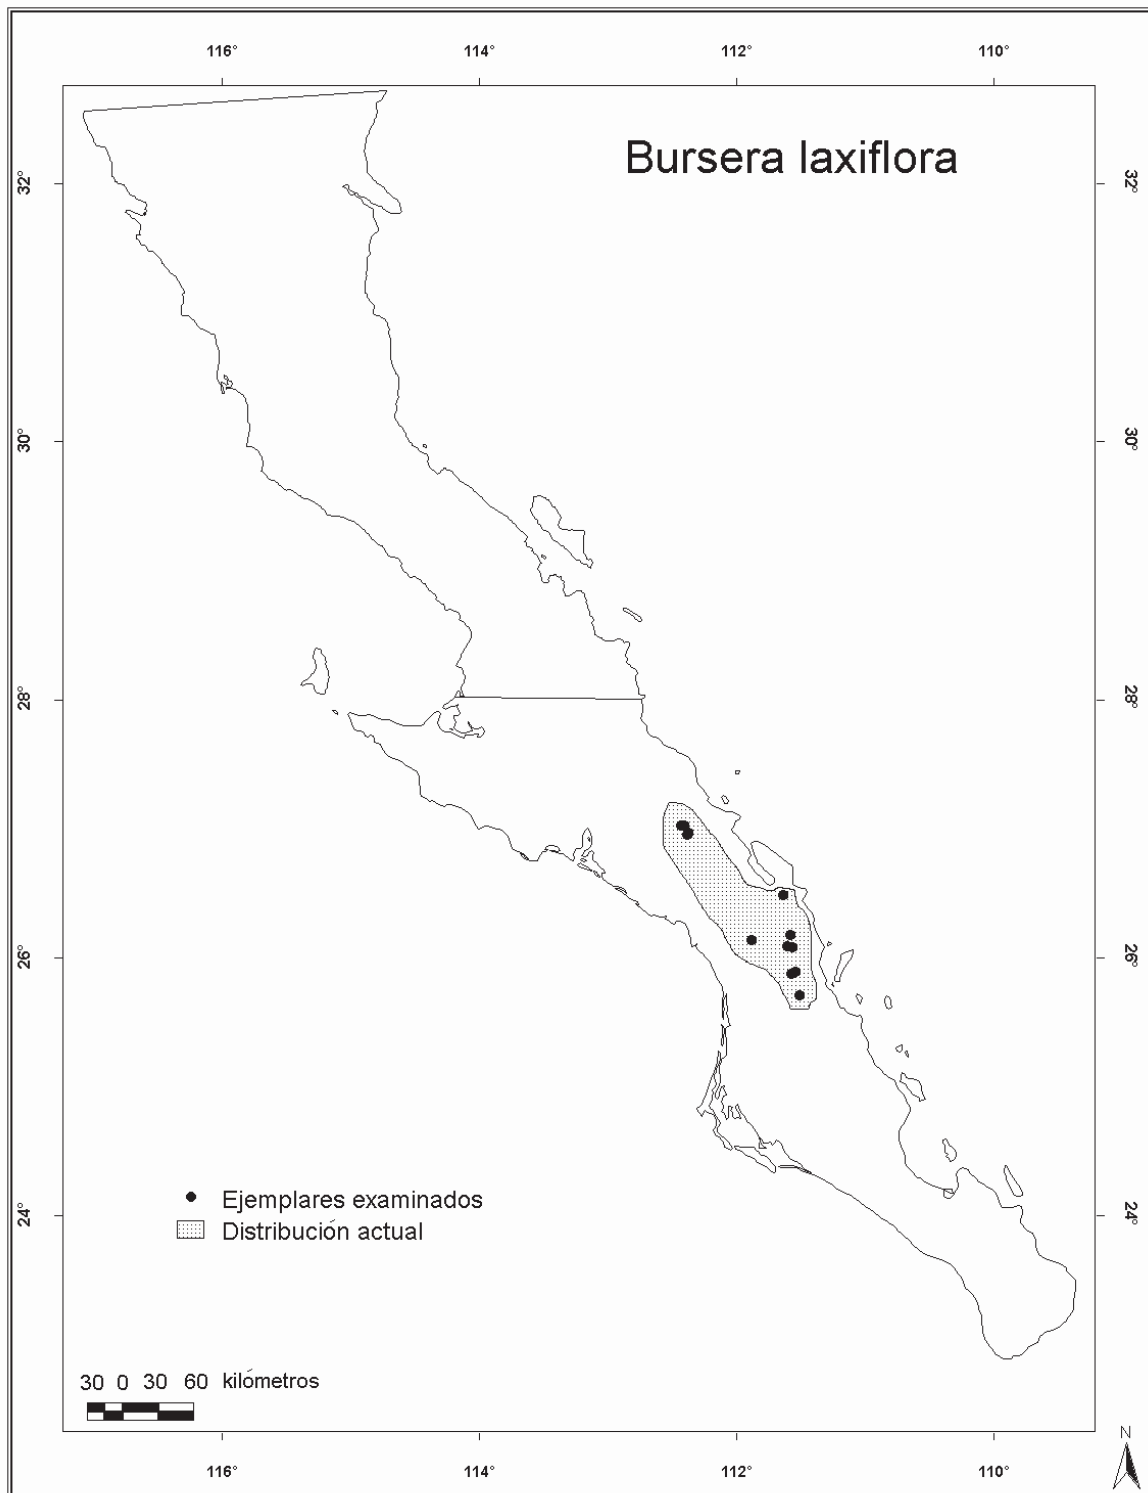 116° 114° 112° 110°
Bursera laxiflora
32° 32°
30° 30°
28° 28°
26° 26°
24° 24°
Ejemplares examinados
Distribución actual
30 0 30 60 kilómetros
116° 114° 112° 110°
N